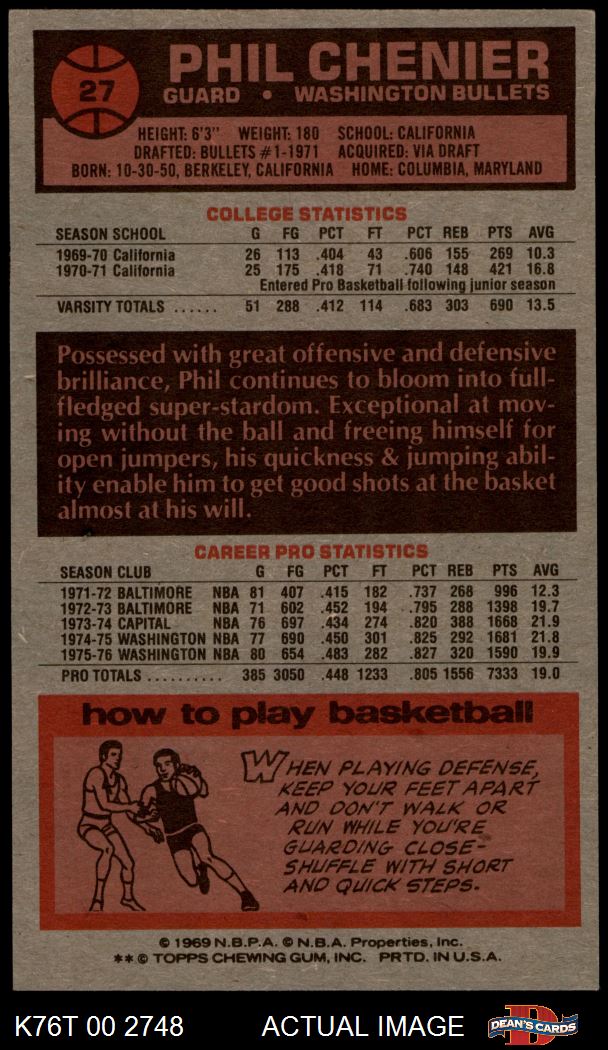 27
PHIL CHENIER
GUARD • WASHINGTON BULLETS
HEIGHT: 6'3" WEIGHT: 180 SCHOOL: CALIFORNIA
DRAFTED: BULLETS #1-1971 ACQUIRED: VIA DRAFT
BORN: 10-30-50, BERKELEY, CALIFORNIA HOME: COLUMBIA, MARYLAND
COLLEGE STATISTICS
SEASON SCHOOL G FG PCT FT PCT REB PTS AVG
1969-70 California 26 113 .404 43 .606 155 269 10.3
1970-71 California 25 175 .418 71 .740 148 421 16.8
Entered Pro Basketball following junior season
VARSITY TOTALS ...... 51 288 .412 114 .683 303 690 13.5
Possessed with great offensive and defensive
brilliance, Phil continues to bloom into full-
fledged super-stardom. Exceptional at mov-
ing without the ball and freeing himself for
open jumpers, his quickness & jumping abil-
ity enable him to get good shots at the basket
almost at his will.
CAREER PRO STATISTICS
SEASON CLUB G FG PCT FT PCT REB PTS AVG
1971-72 BALTIMORE NBA 81 407 .415 182 .737 268 996 12.3
1972-73 BALTIMORE NBA 71 602 .452 194 .795 288 1398 19.7
1973-74 CAPITAL NBA 76 697 .434 274 .820 388 1668 21.9
1974-75 WASHINGTON NBA 77 690 .450 301 .825 292 1681 21.8
1975-76 WASHINGTON NBA 80 654 .483 282 .827 320 1590 19.9
PRO TOTALS .......... 385 3050 .448 1233 .805 1556 7333 19.0
how to play basketball
WHEN PLAYING DEFENSE,
KEEP YOUR FEET APART
AND DON'T WALK OR
RUN WHILE YOU'RE
GUARDING CLOSE-
SHUFFLE WITH SHORT
AND QUICK STEPS.
© 1969 N.B.P.A. © N.B.A. Properties, Inc.
** © TOPPS CHEWING GUM, INC. PRTD. IN U.S.A.
K76T 00 2748 ACTUAL IMAGE
D
DEAN'S CARDS